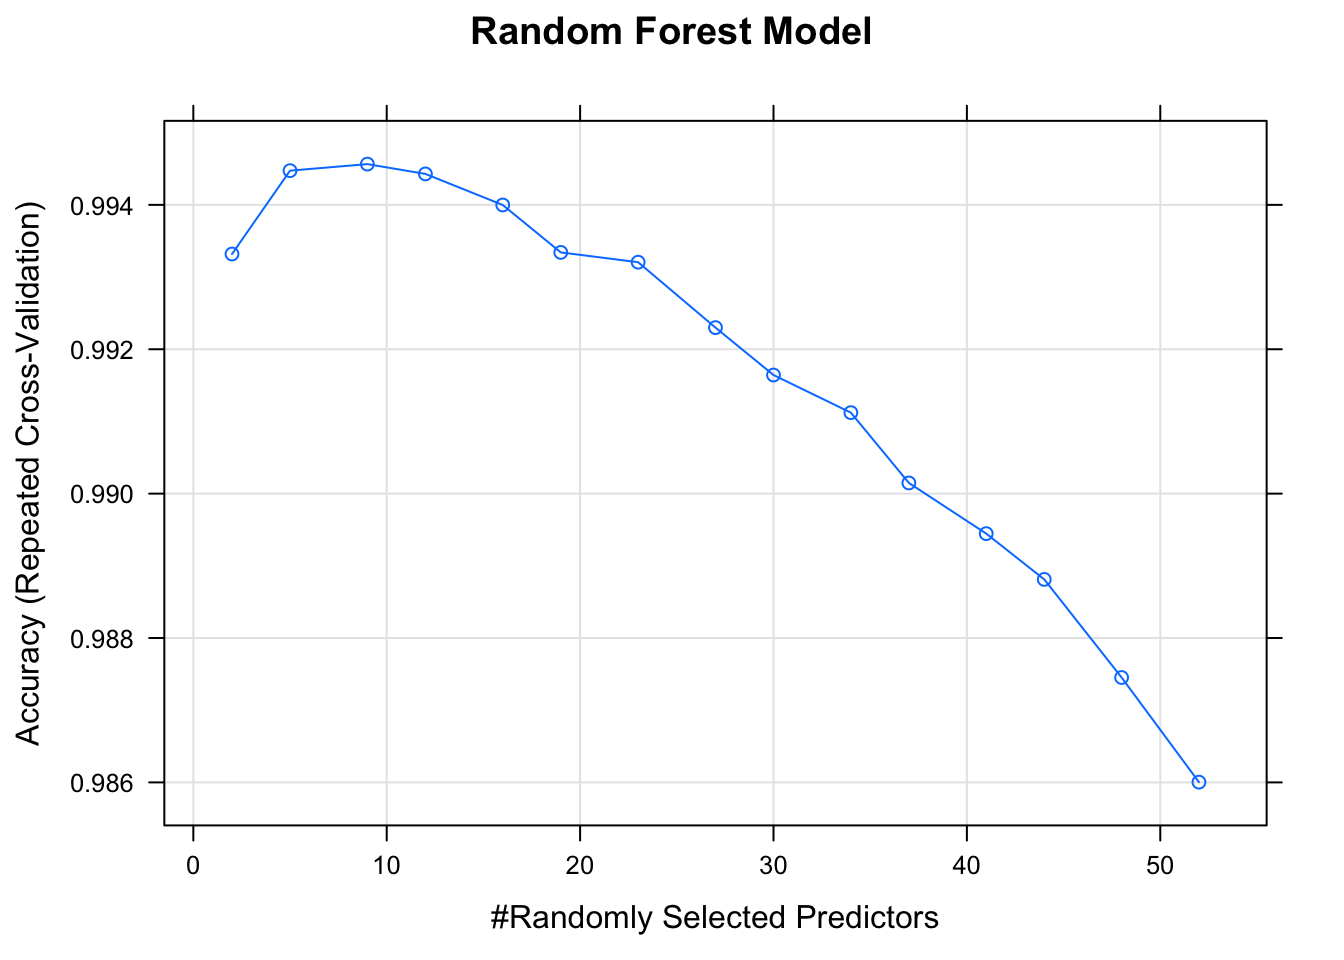 Random Forest Model
Accuracy (Repeated Cross-Validation)
0.994
0.992
0.990
0.988
0.986
0 10 20 30 40 50
#Randomly Selected Predictors